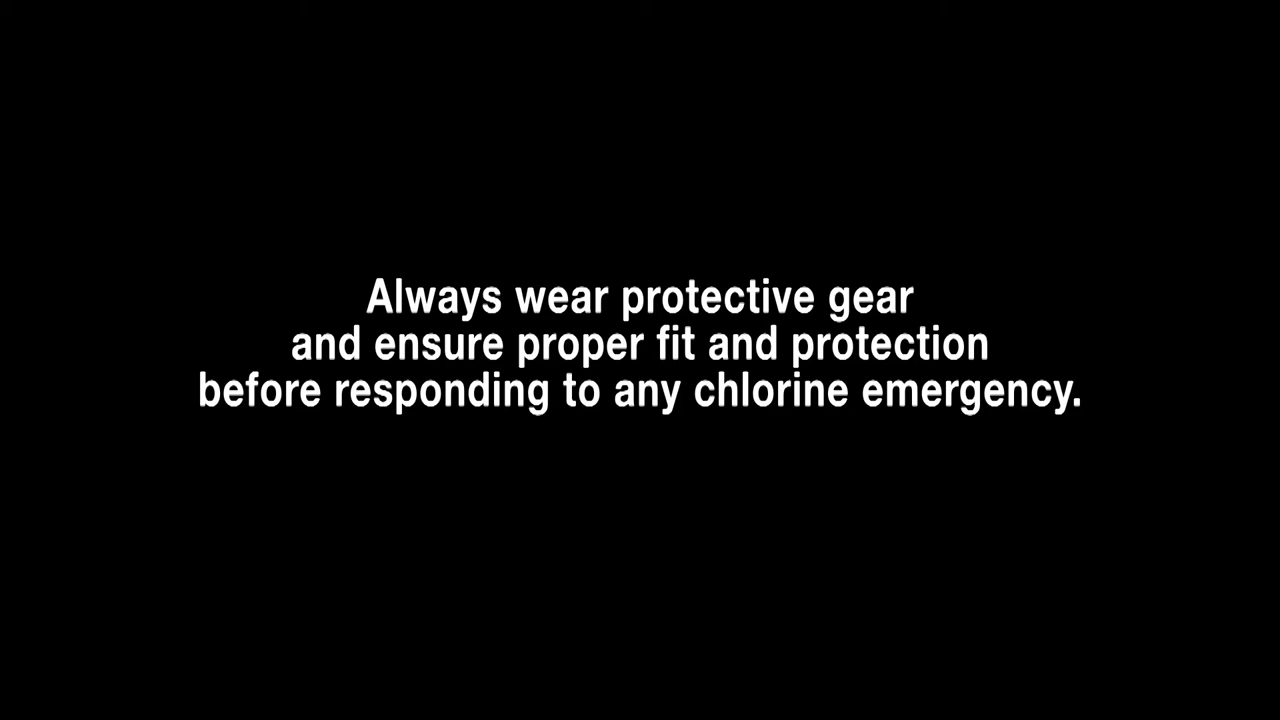 Always wear protective gear
and ensure proper fit and protection
before responding to any chlorine emergency.